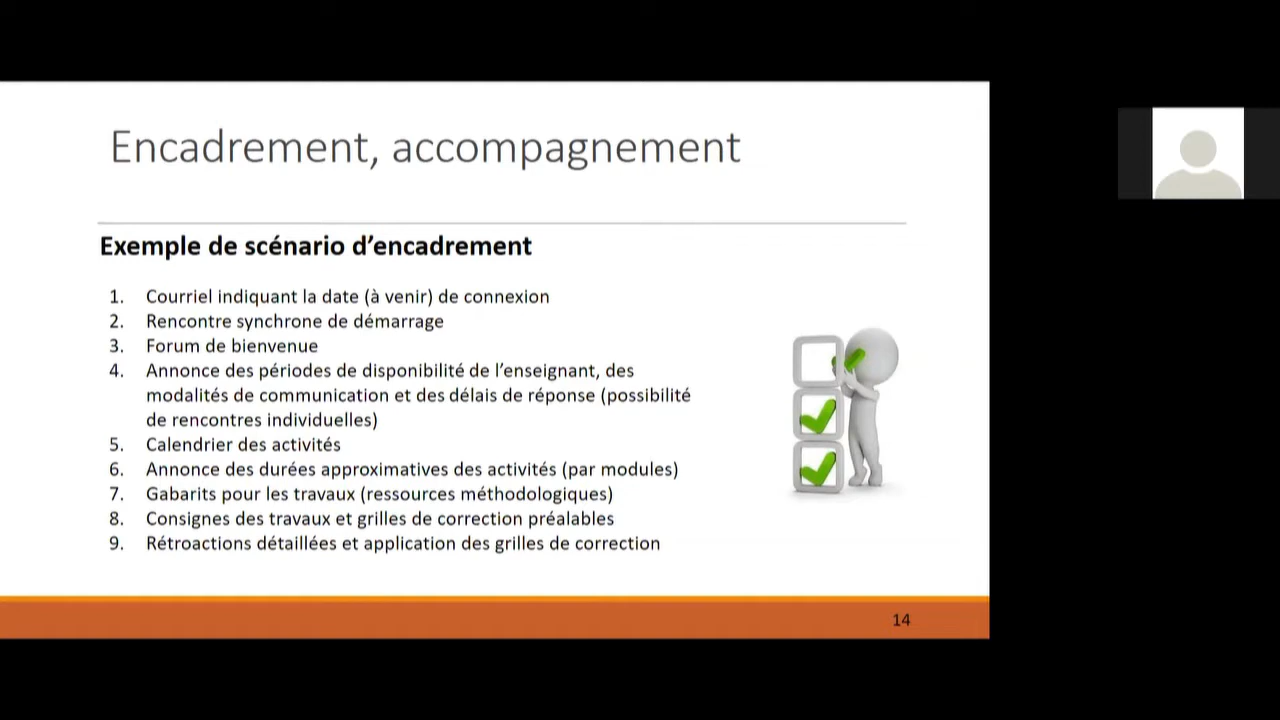 Encadrement, accompagnement
Exemple de scénario d’encadrement
1. Courriel indiquant la date (à venir) de connexion
2. Rencontre synchrone de démarrage
3. Forum de bienvenue
4. Annonce des périodes de disponibilité de l’enseignant, des
modalités de communication et des délais de réponse (possibilité
de rencontres individuelles)
5. Calendrier des activités
6. Annonce des durées approximatives des activités (par modules)
7. Gabarits pour les travaux (ressources méthodologiques)
8. Consignes des travaux et grilles de correction préalables
9. Rétroactions détaillées et application des grilles de correction
14